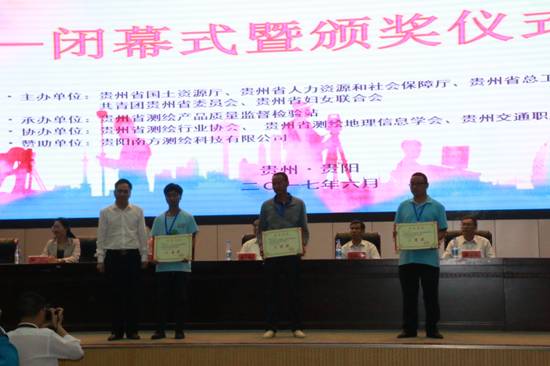 一闭幕式暨颁奖仪式
主办单位：贵州省国土资源厅、贵州省人力资源和社会保障厅、贵州省总工
共青团贵州省委员会、贵州省妇女联合会
承办单位：贵州省测绘产品质量监督检验站
协办单位：贵州省测绘行业协会、 贵州省测绘地理信息学会、贵州交通职
赞助单位：贵阳南方测绘科技有限公司
贵州·贵阳
二〇一七年六月